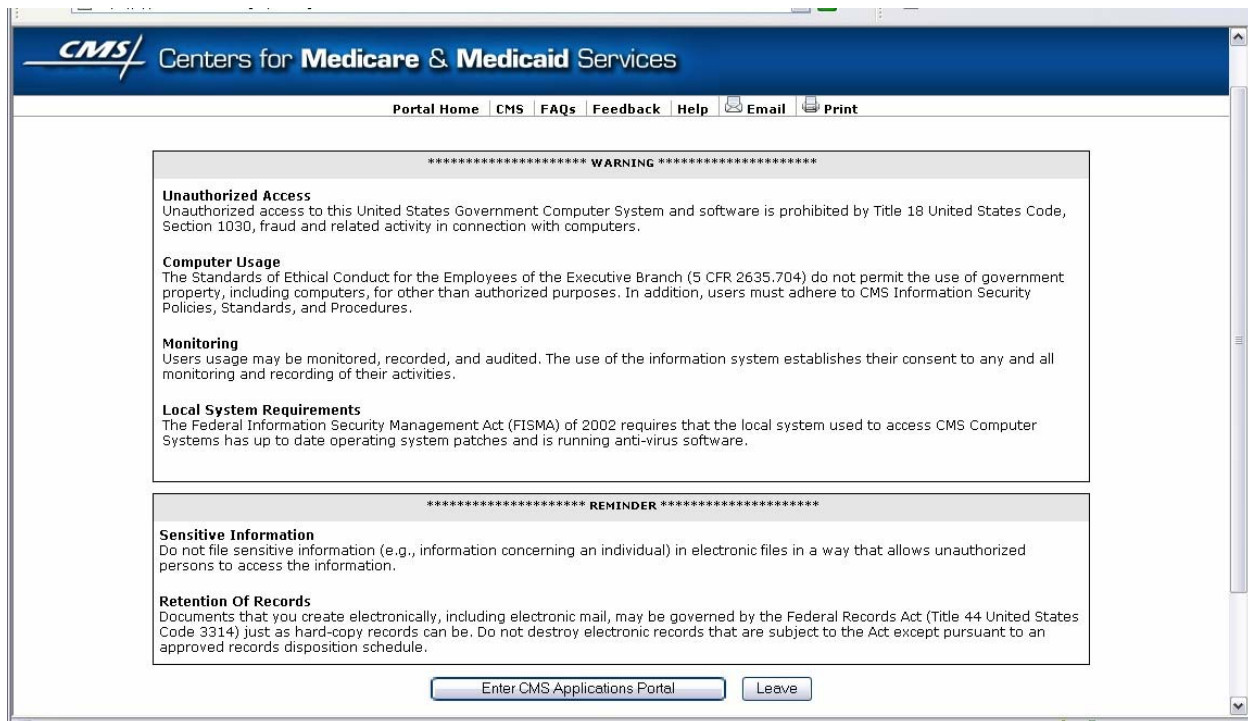 CMS/ Centers for Medicare & Medicaid Services
Portal Home | CMS | FAQs | Feedback | Help | Email | Print
********************* WARNING *********************
Unauthorized Access
Unauthorized access to this United States Government Computer System and software is prohibited by Title 18 United States Code,
Section 1030, fraud and related activity in connection with computers.
Computer Usage
The Standards of Ethical Conduct for the Employees of the Executive Branch (5 CFR 2635.704) do not permit the use of government
property, including computers, for other than authorized purposes. In addition, users must adhere to CMS Information Security
Policies, Standards, and Procedures.
Monitoring
Users usage may be monitored, recorded, and audited. The use of the information system establishes their consent to any and all
monitoring and recording of their activities.
Local System Requirements
The Federal Information Security Management Act (FISMA) of 2002 requires that the local system used to access CMS Computer
Systems has up to date operating system patches and is running anti-virus software.
********************* REMINDER *********************
Sensitive Information
Do not file sensitive information (e.g., information concerning an individual) in electronic files in a way that allows unauthorized
persons to access the information.
Retention Of Records
Documents that you create electronically, including electronic mail, may be governed by the Federal Records Act (Title 44 United States
Code 3314) just as hard-copy records can be. Do not destroy electronic records that are subject to the Act except pursuant to an
approved records disposition schedule.
Enter CMS Applications Portal Leave